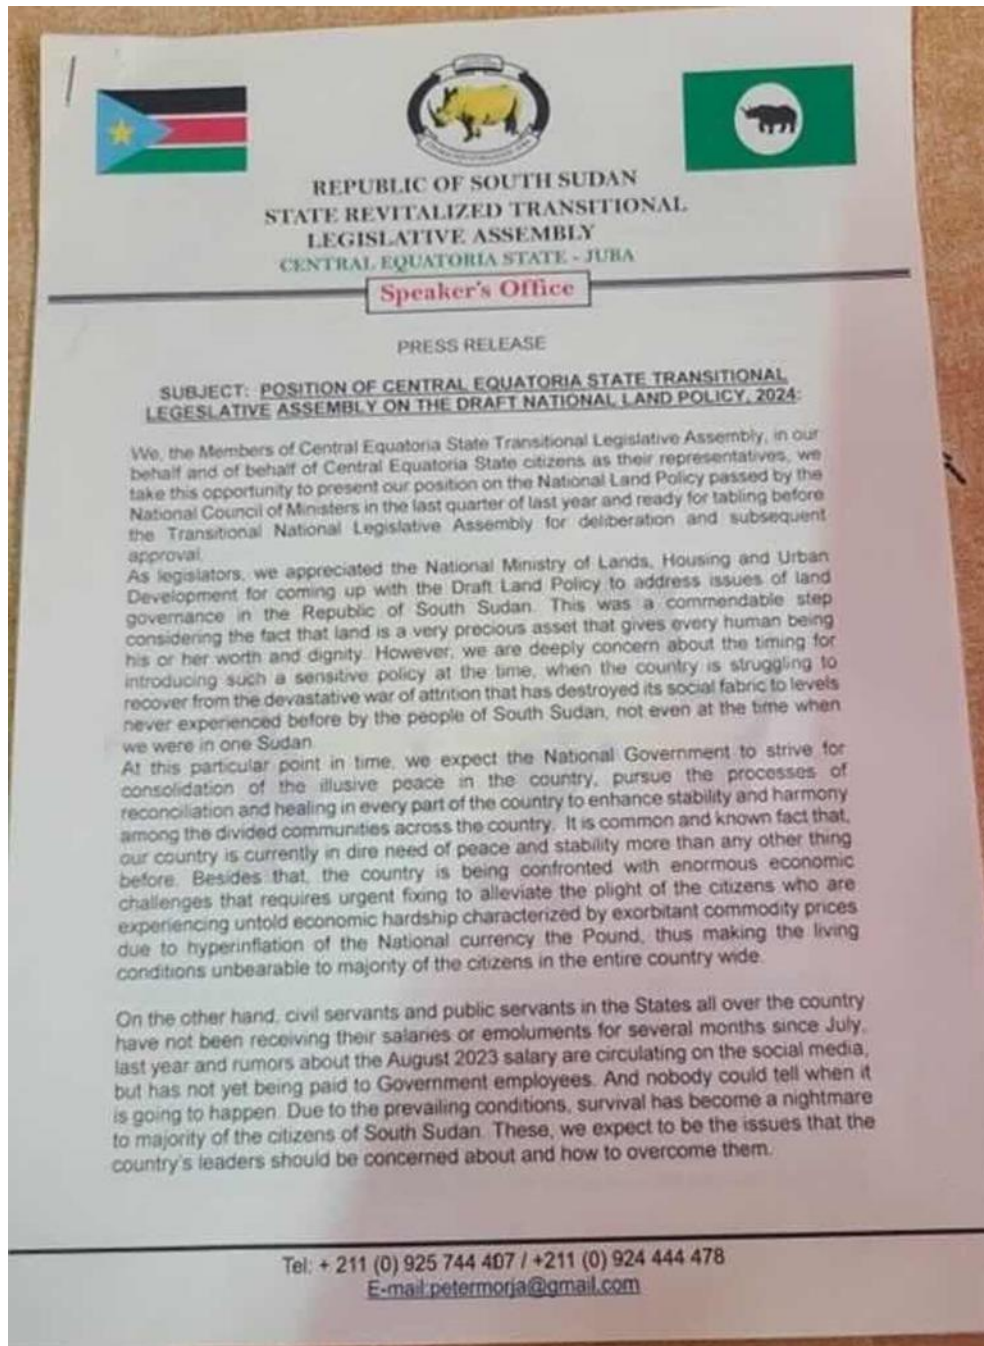 REPUBLIC OF SOUTH SUDAN
STATE REVITALIZED TRANSITIONAL
LEGISLATIVE ASSEMBLY
CENTRAL EQUATORIA STATE - JUBA
Speaker's Office
PRESS RELEASE
SUBJECT: POSITION OF CENTRAL EQUATORIA STATE TRANSITIONAL
LEGESLATIVE ASSEMBLY ON THE DRAFT NATIONAL LAND POLICY, 2024:
We, the Members of Central Equatoria State Transitional Legislative Assembly, in our
behalf and of behalf of Central Equatoria State citizens as their representatives, we
take this opportunity to present our position on the National Land Policy passed by the
National Council of Ministers in the last quarter of last year and ready for tabling before
the Transitional National Legislative Assembly for deliberation and subsequent
approval.
As legislators, we appreciated the National Ministry of Lands, Housing and Urban
Development for coming up with the Draft Land Policy to address issues of land
governance in the Republic of South Sudan. This was a commendable step
considering the fact that land is a very precious asset that gives every human being
his or her worth and dignity. However, we are deeply concern about the timing for
introducing such a sensitive policy at the time, when the country is struggling to
recover from the devastative war of attrition that has destroyed its social fabric to levels
never experienced before by the people of South Sudan, not even at the time when
we were in one Sudan.
At this particular point in time, we expect the National Government to strive for
consolidation of the illusive peace in the country, pursue the processes of
reconciliation and healing in every part of the country to enhance stability and harmony
among the divided communities across the country. It is common and known fact that,
our country is currently in dire need of peace and stability more than any other thing
before. Besides that, the country is being confronted with enormous economic
challenges that requires urgent fixing to alleviate the plight of the citizens who are
experiencing untold economic hardship characterized by exorbitant commodity prices
due to hyperinflation of the National currency the Pound, thus making the living
conditions unbearable to majority of the citizens in the entire country wide.
On the other hand, civil servants and public servants in the States all over the country
have not been receiving their salaries or emoluments for several months since July,
last year and rumors about the August 2023 salary are circulating on the social media,
but has not yet being paid to Government employees. And nobody could tell when it
is going to happen. Due to the prevailing conditions, survival has become a nightmare
to majority of the citizens of South Sudan. These, we expect to be the issues that the
country's leaders should be concerned about and how to overcome them.
Tel: + 211 (0) 925 744 407 / +211 (0) 924 444 478
E-mail:petermorja@gmail.com